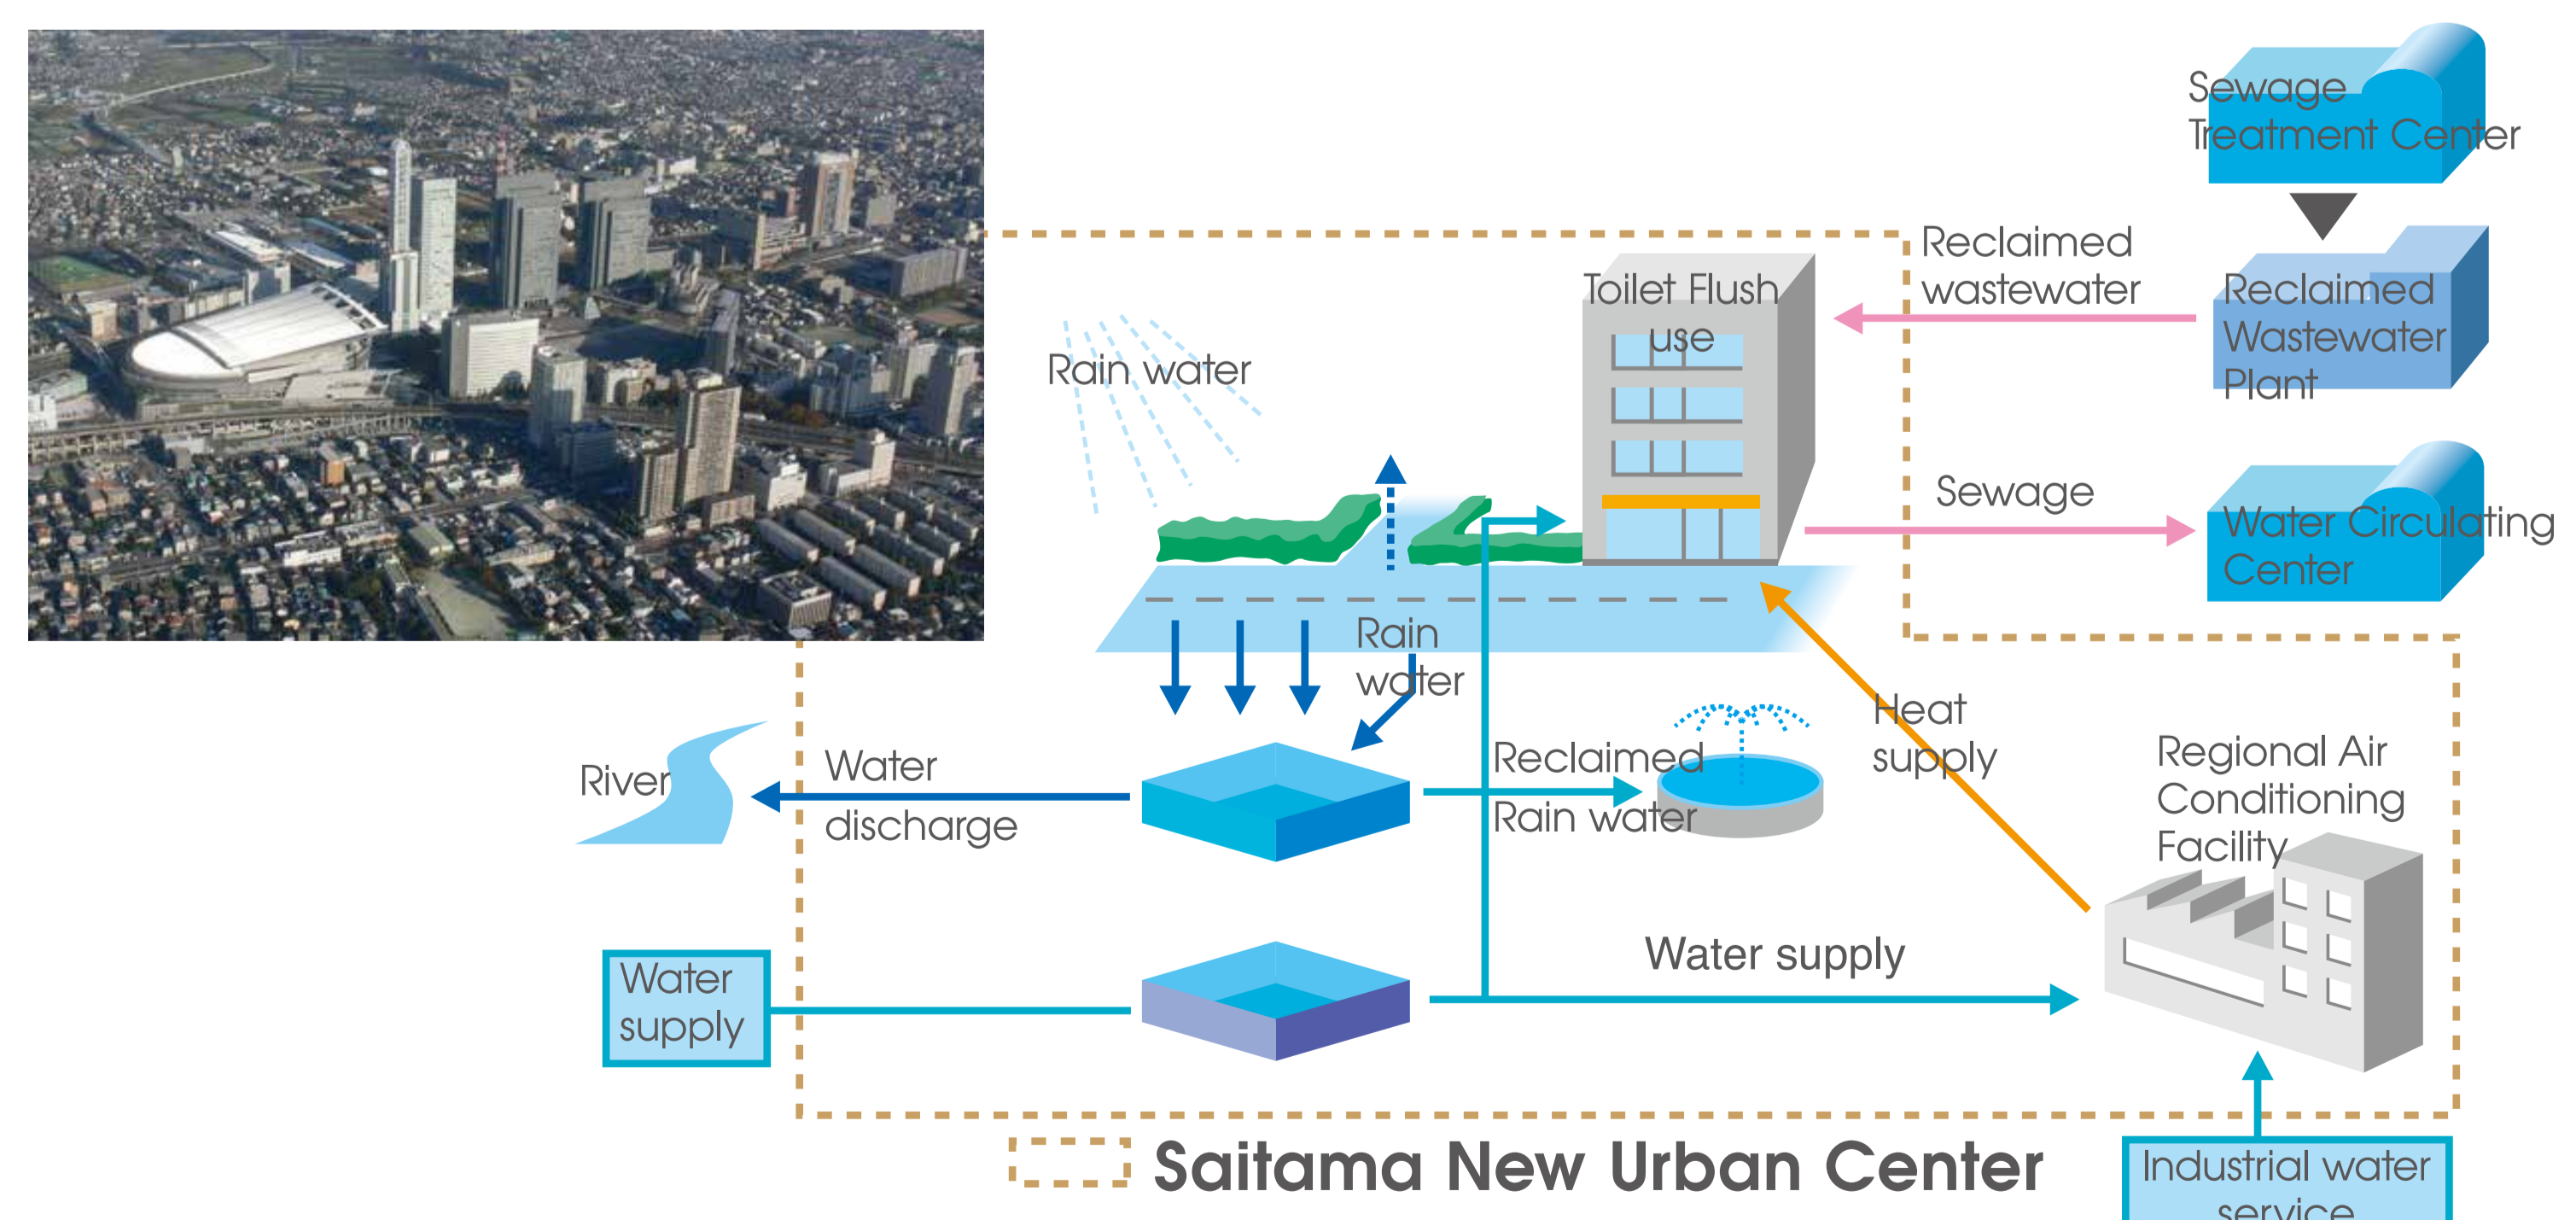 Sewage
Treatment Center
Reclaimed
wastewater
Toilet Flush
use
Reclaimed
Wastewater
Plant
Rain water
Sewage
Water Circulating
Center
Rain
water
River
Water
discharge
Reclaimed
Rain water
Heat
supply
Regional Air
Conditioning
Facility
Water
supply
Water supply
Saitama New Urban Center
Industrial water
service